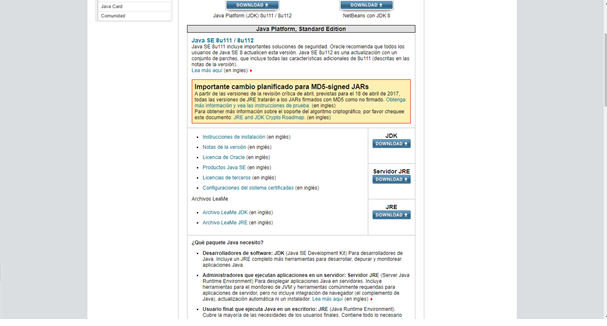 Java Card
Comunidad
DOWNLOAD
DOWNLOAD
Java Platform (JDK) 8u111 / 8u112
NetBeans con JDK 8
Java Platform, Standard Edition
Java SE 8u111 / 8u112
Java SE 8u111 incluye importantes soluciones de seguridad. Oracle recomienda que todos los
usuarios de Java SE 8 actualicen esta versión. Java SE 8u112 es una actualización con un
conjunto de parches, que incluye todas las características adicionales de 8u111 (descritas en las
notas de la versión).
Lea más aquí (en ingles)
Importante cambio planificado para MD5-signed JARs
A partir de las versiones de la revisión crítica de abril, previstas para el 18 de abril de 2017,
todas las versiones de JRE tratarán a los JARs firmados con MD5 como no firmado. Obtenga
más información y vea las instrucciones de prueba. (en ingles)
Para obtener más información sobre el soporte del algoritmo criptográfico, por favor chequee
este documento: JRE and JDK Crypto Roadmap. (en ingles)
Instrucciones de instalación (en inglés)
Notas de la versión (en inglés)
Licencia de Oracle (en inglés)
Productos Java SE (en inglés)
Licencias de terceros (en inglés)
Configuraciones del sistema certificadas (en inglés)
Archivos LeaMe
Archivo LeaMe JDK (en inglés)
Archivo LeaMe JRE (en inglés)
JDK
DOWNLOAD
Servidor JRE
DOWNLOAD
JRE
DOWNLOAD
¿Qué paquete Java necesito?
Desarrolladores de software: JDK (Java SE Development Kit) Para desarrolladores de
Java. Incluye un JRE completo más herramientas para desarrollar, depurar y monitorear
aplicaciones Java.
Administradores que ejecutan aplicaciones en un servidor: Servidor JRE (Server Java
Runtime Environment) Para desplegar aplicaciones Java en servidores. Incluye
herramientas para el monitoreo de JVM y herramientas comúnmente requeridas para
aplicaciones de servidor, pero no incluye integración de navegador (el complemento de
Java), actualización automática ni un instalador. Lea más aquí (en ingles)
Usuario final que ejecuta Java en un escritorio: JRE (Java Runtime Environment).
Cubre la mayoría de las necesidades de los usuarios finales. Contiene todo lo necesario